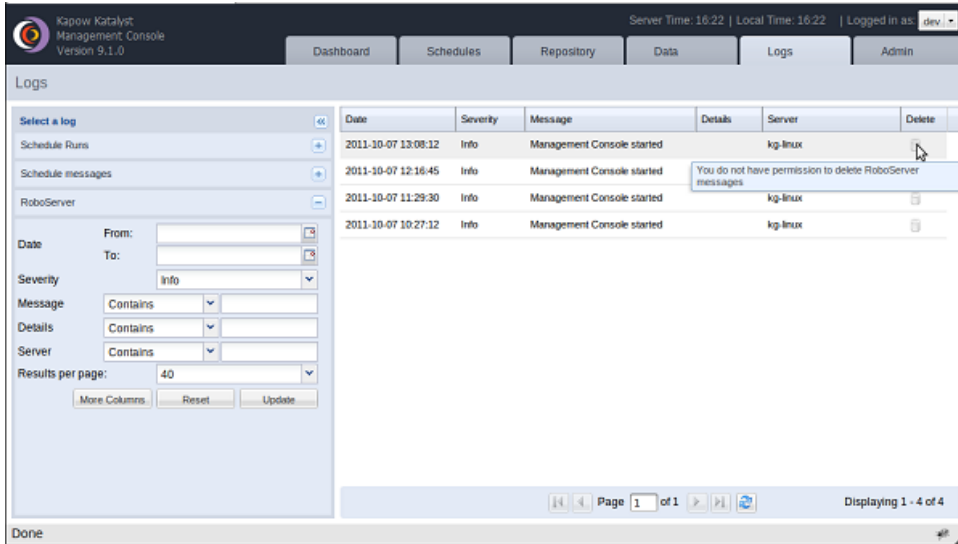 Kapow Katalyst
Management Console
Version 9.1.0
Server Time: 16:22 | Local Time: 16:22 | Logged in as: dev
Dashboard Schedules Repository Data Logs Admin
Logs
Select a log
Schedule Runs
Schedule messages
RoboServer
Date
From:
To:
Severity Info
Message Contains
Details Contains
Server Contains
Results per page: 40
More Columns Reset Update
Date Severity Message Details Server Delete
2011-10-07 13:08:12 Info Management Console started kg-linux
2011-10-07 12:16:45 Info Management Console started
You do not have permission to delete RoboServer
messages
2011-10-07 11:29:30 Info Management Console started kg-linux
2011-10-07 10:27:12 Info Management Console started kg-linux
Page 1 of 1
Displaying 1 - 4 of 4
Done